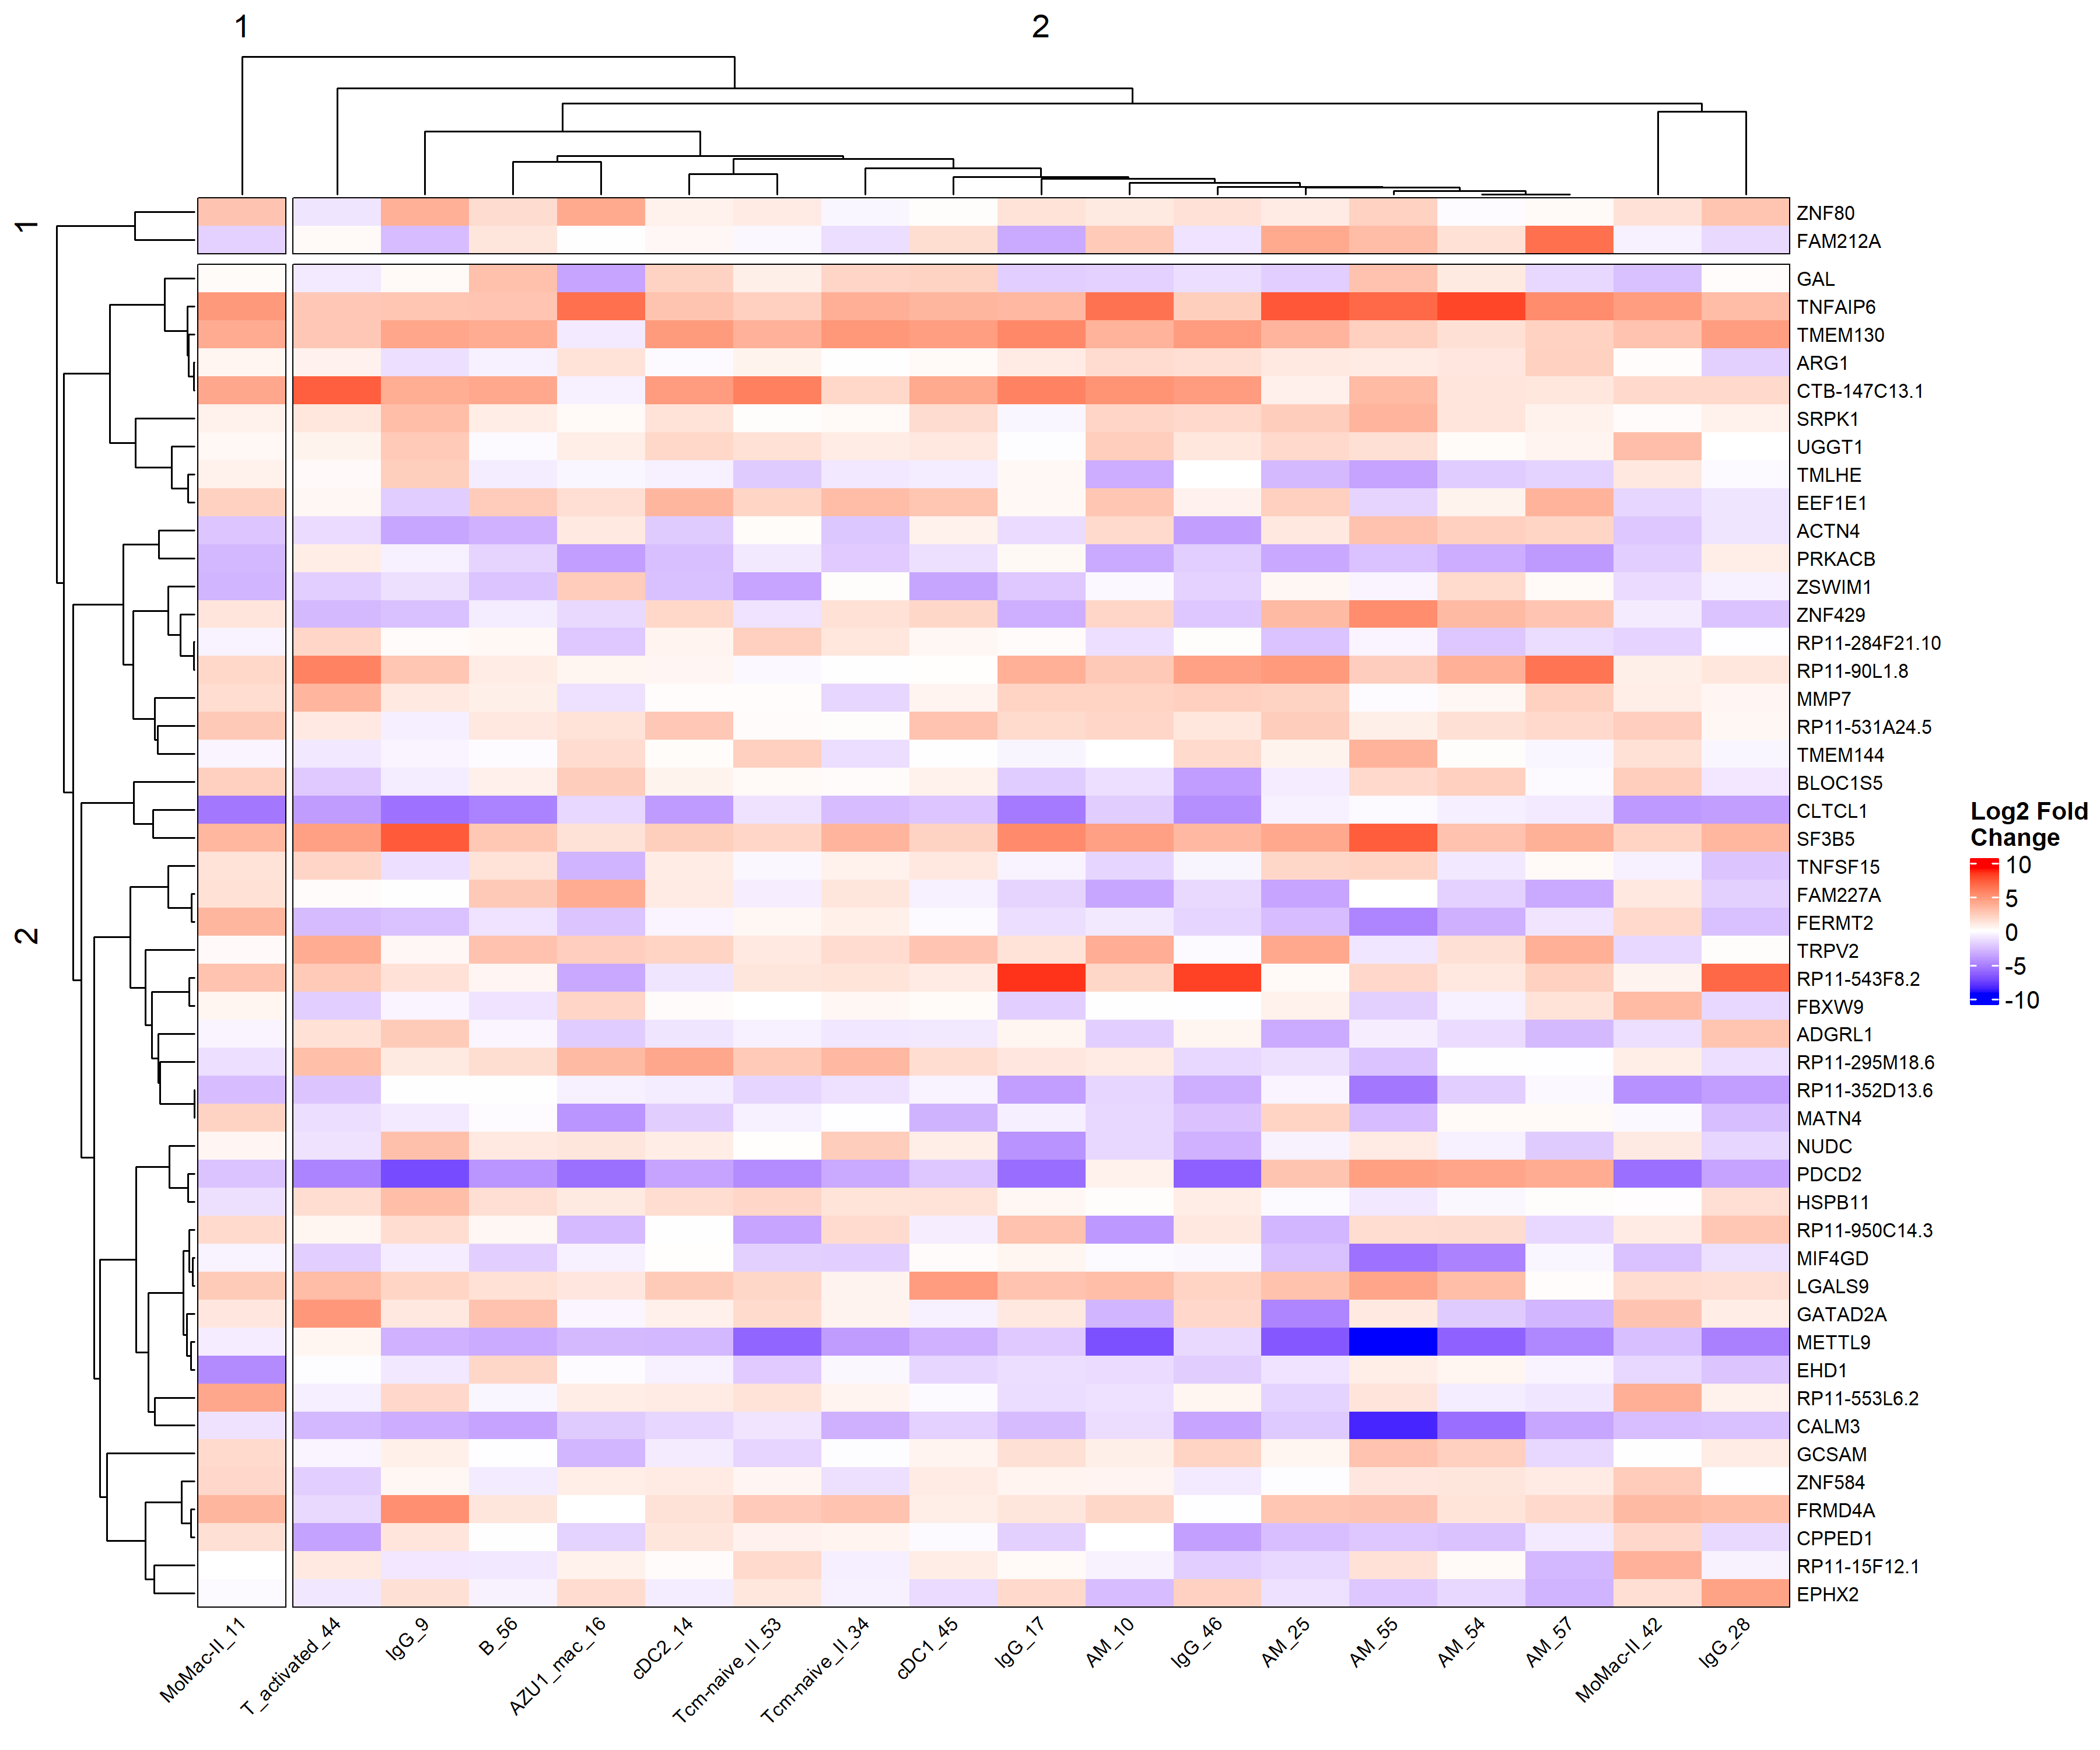 1
2
1
2
ZNF80
FAM212A
GAL
TNFAIP6
TMEM130
ARG1
CTB-147C13.1
SRPK1
UGGT1
TMLHE
EEF1E1
ACTN4
PRKACB
ZSWIM1
ZNF429
RP11-284F21.10
RP11-90L1.8
MMP7
RP11-531A24.5
TMEM144
BLOC1S5
CLTCL1
SF3B5
TNFSF15
FAM227A
FERMT2
TRPV2
RP11-543F8.2
FBXW9
ADGRL1
RP11-295M18.6
RP11-352D13.6
MATN4
NUDC
PDCD2
HSPB11
RP11-950C14.3
MIF4GD
LGALS9
GATAD2A
METTL9
EHD1
RP11-553L6.2
CALM3
GCSAM
ZNF584
FRMD4A
CPPED1
RP11-15F12.1
EPHX2
Log2 Fold
Change
10
5
0
-5
-10
MoMac-II_11
T_activated_44
IgG_9
B_56
AZU1_mac_16
cDC2_14
Tcm-naive_II_53
Tcm-naive_II_34
cDC1_45
IgG_17
AM_10
IgG_46
AM_25
AM_55
AM_54
AM_57
MoMac-II_42
IgG_28